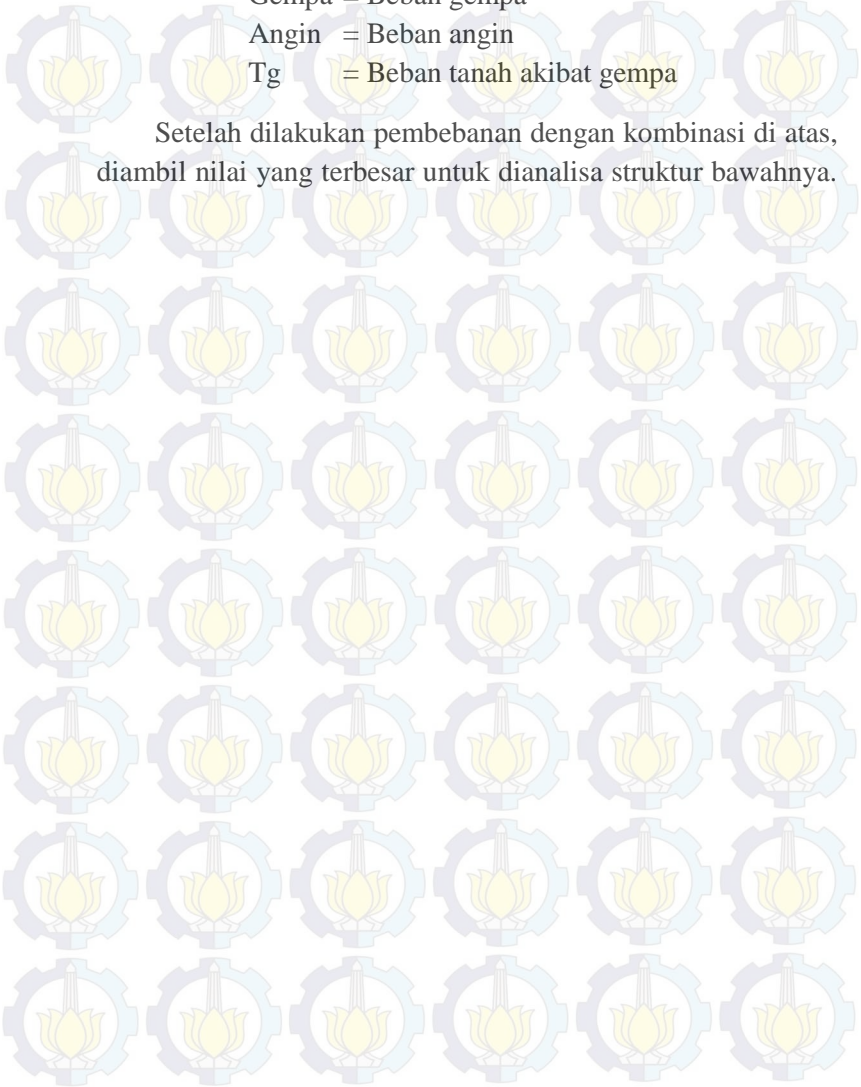 Gempa = Beban gempa
Angin = Beban angin
Tg = Beban tanah akibat gempa
Setelah dilakukan pembebanan dengan kombinasi di atas,
diambil nilai yang terbesar untuk dianalisa struktur bawahnya.